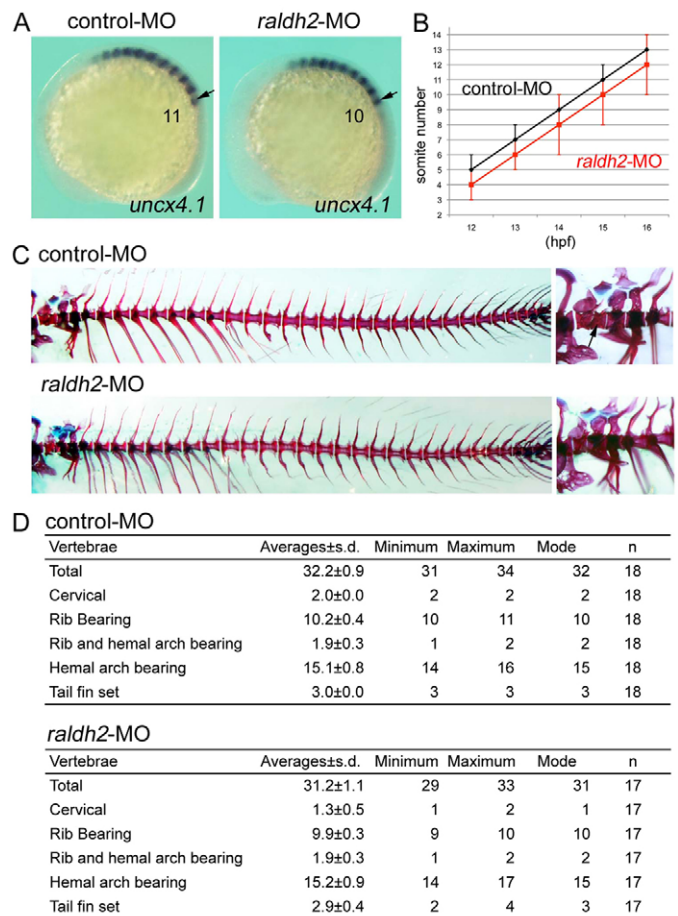 A
control-MO
raldh2-MO
11
10
uncx4.1
uncx4.1
B
somite number
14
13
12
11
10
9
8
7
6
5
4
3
2
control-MO
raldh2-MO
12 13 14 15 16
(hpf)
C control-MO
raldh2-MO
D control-MO
Vertebrae Averages±s.d. Minimum Maximum Mode n
Total 32.2±0.9 31 34 32 18
Cervical 2.0±0.0 2 2 2 18
Rib Bearing 10.2±0.4 10 11 10 18
Rib and hemal arch bearing 1.9±0.3 1 2 2 18
Hemal arch bearing 15.1±0.8 14 16 15 18
Tail fin set 3.0±0.0 3 3 3 18
raldh2-MO
Vertebrae Averages±s.d. Minimum Maximum Mode n
Total 31.2±1.1 29 33 31 17
Cervical 1.3±0.5 1 2 1 17
Rib Bearing 9.9±0.3 9 10 10 17
Rib and hemal arch bearing 1.9±0.3 1 2 2 17
Hemal arch bearing 15.2±0.9 14 17 15 17
Tail fin set 2.9±0.4 2 4 3 17